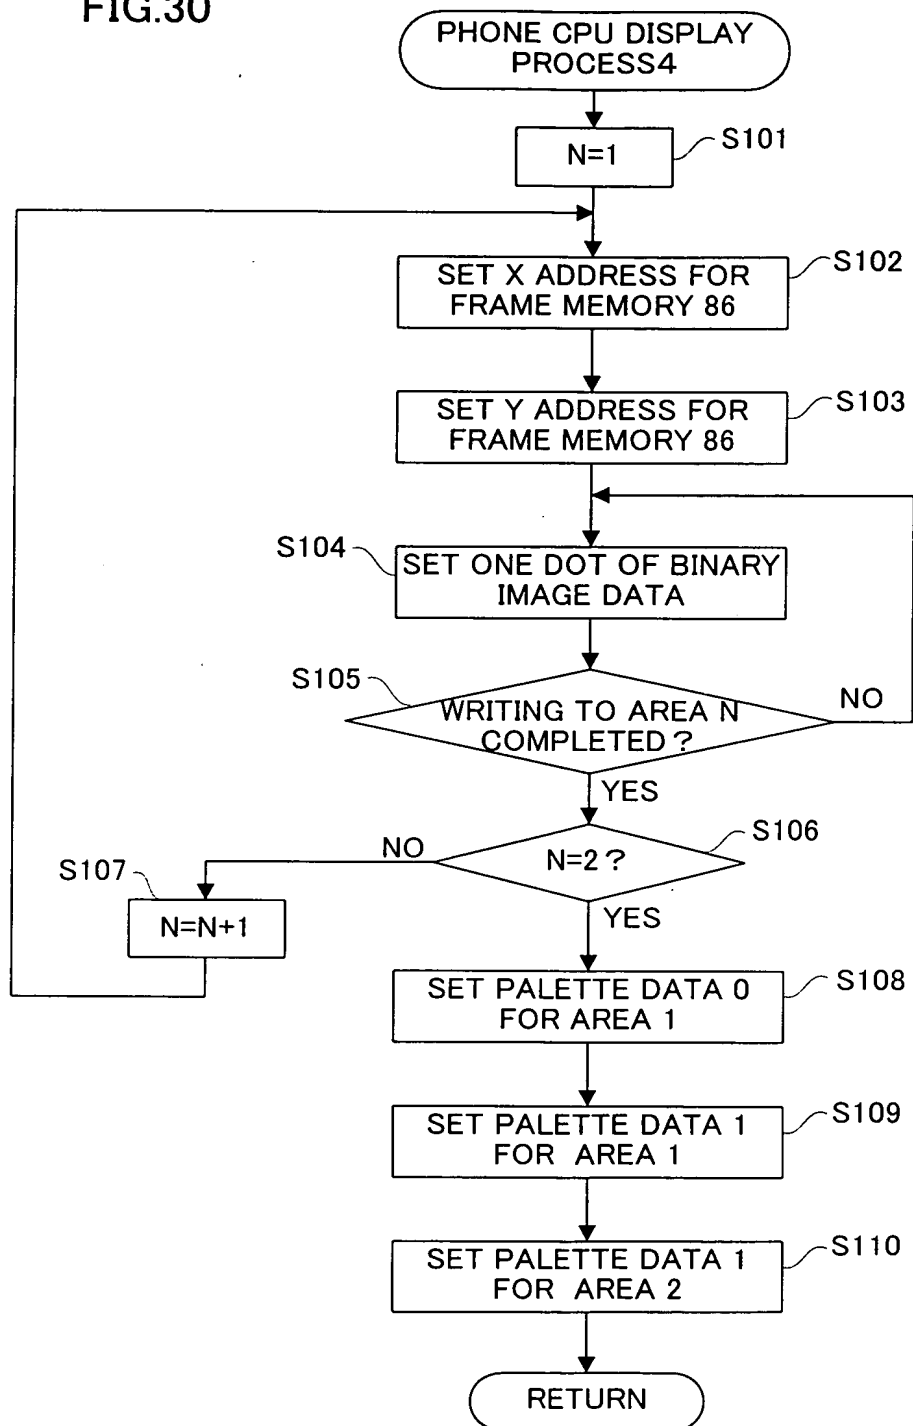 FIG.30
PHONE CPU DISPLAY
PROCESS4
S101
N=1
S102
SET X ADDRESS FOR
FRAME MEMORY 86
S103
SET Y ADDRESS FOR
FRAME MEMORY 86
S104
SET ONE DOT OF BINARY
IMAGE DATA
S105
WRITING TO AREA N
COMPLETED?
NO
YES
S106
N=2?
NO
S107
N=N+1
YES
S108
SET PALETTE DATA 0
FOR AREA 1
S109
SET PALETTE DATA 1
FOR AREA 1
S110
SET PALETTE DATA 1
FOR AREA 2
RETURN